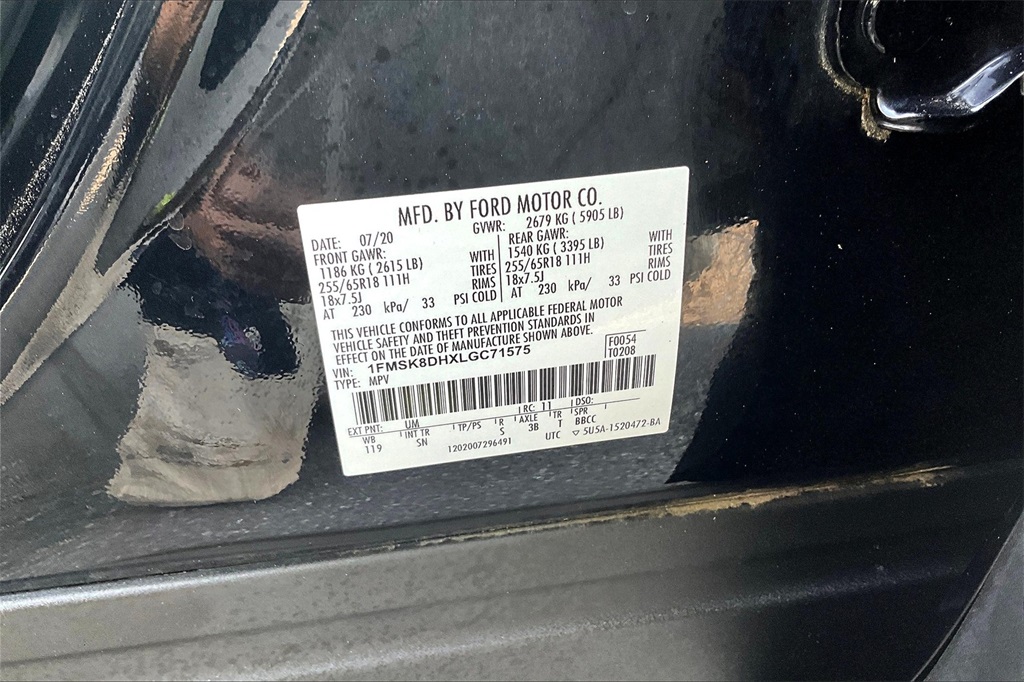 MFD. BY FORD MOTOR CO.
DATE: 07/20 GVWR: 2679 KG ( 5905 LB)
FRONT GAWR: WITH
1186 KG ( 2615 LB) TIRES
255/65R18 111H RIMS
18x7.5J
AT 230 kPa/ 33 PSI COLD
REAR GAWR: WITH
1540 KG ( 3395 LB) TIRES
255/65R18 111H RIMS
18x7.5J
AT 230 kPa/ 33 PSI COLD
THIS VEHICLE CONFORMS TO ALL APPLICABLE FEDERAL MOTOR
VEHICLE SAFETY AND THEFT PREVENTION STANDARDS IN
EFFECT ON THE DATE OF MANUFACTURE SHOWN ABOVE.
VIN: 1FMSK8DHXLGC71575 F0054
TYPE: MPV T0208
EXT PNT: UM RC: 11 DSO:
WB INT TR TP/PS R AXLE TR SPR
119 SN S 3B T BBCC
1202007296491 UTC ▽ 5U5A-1520472-BA